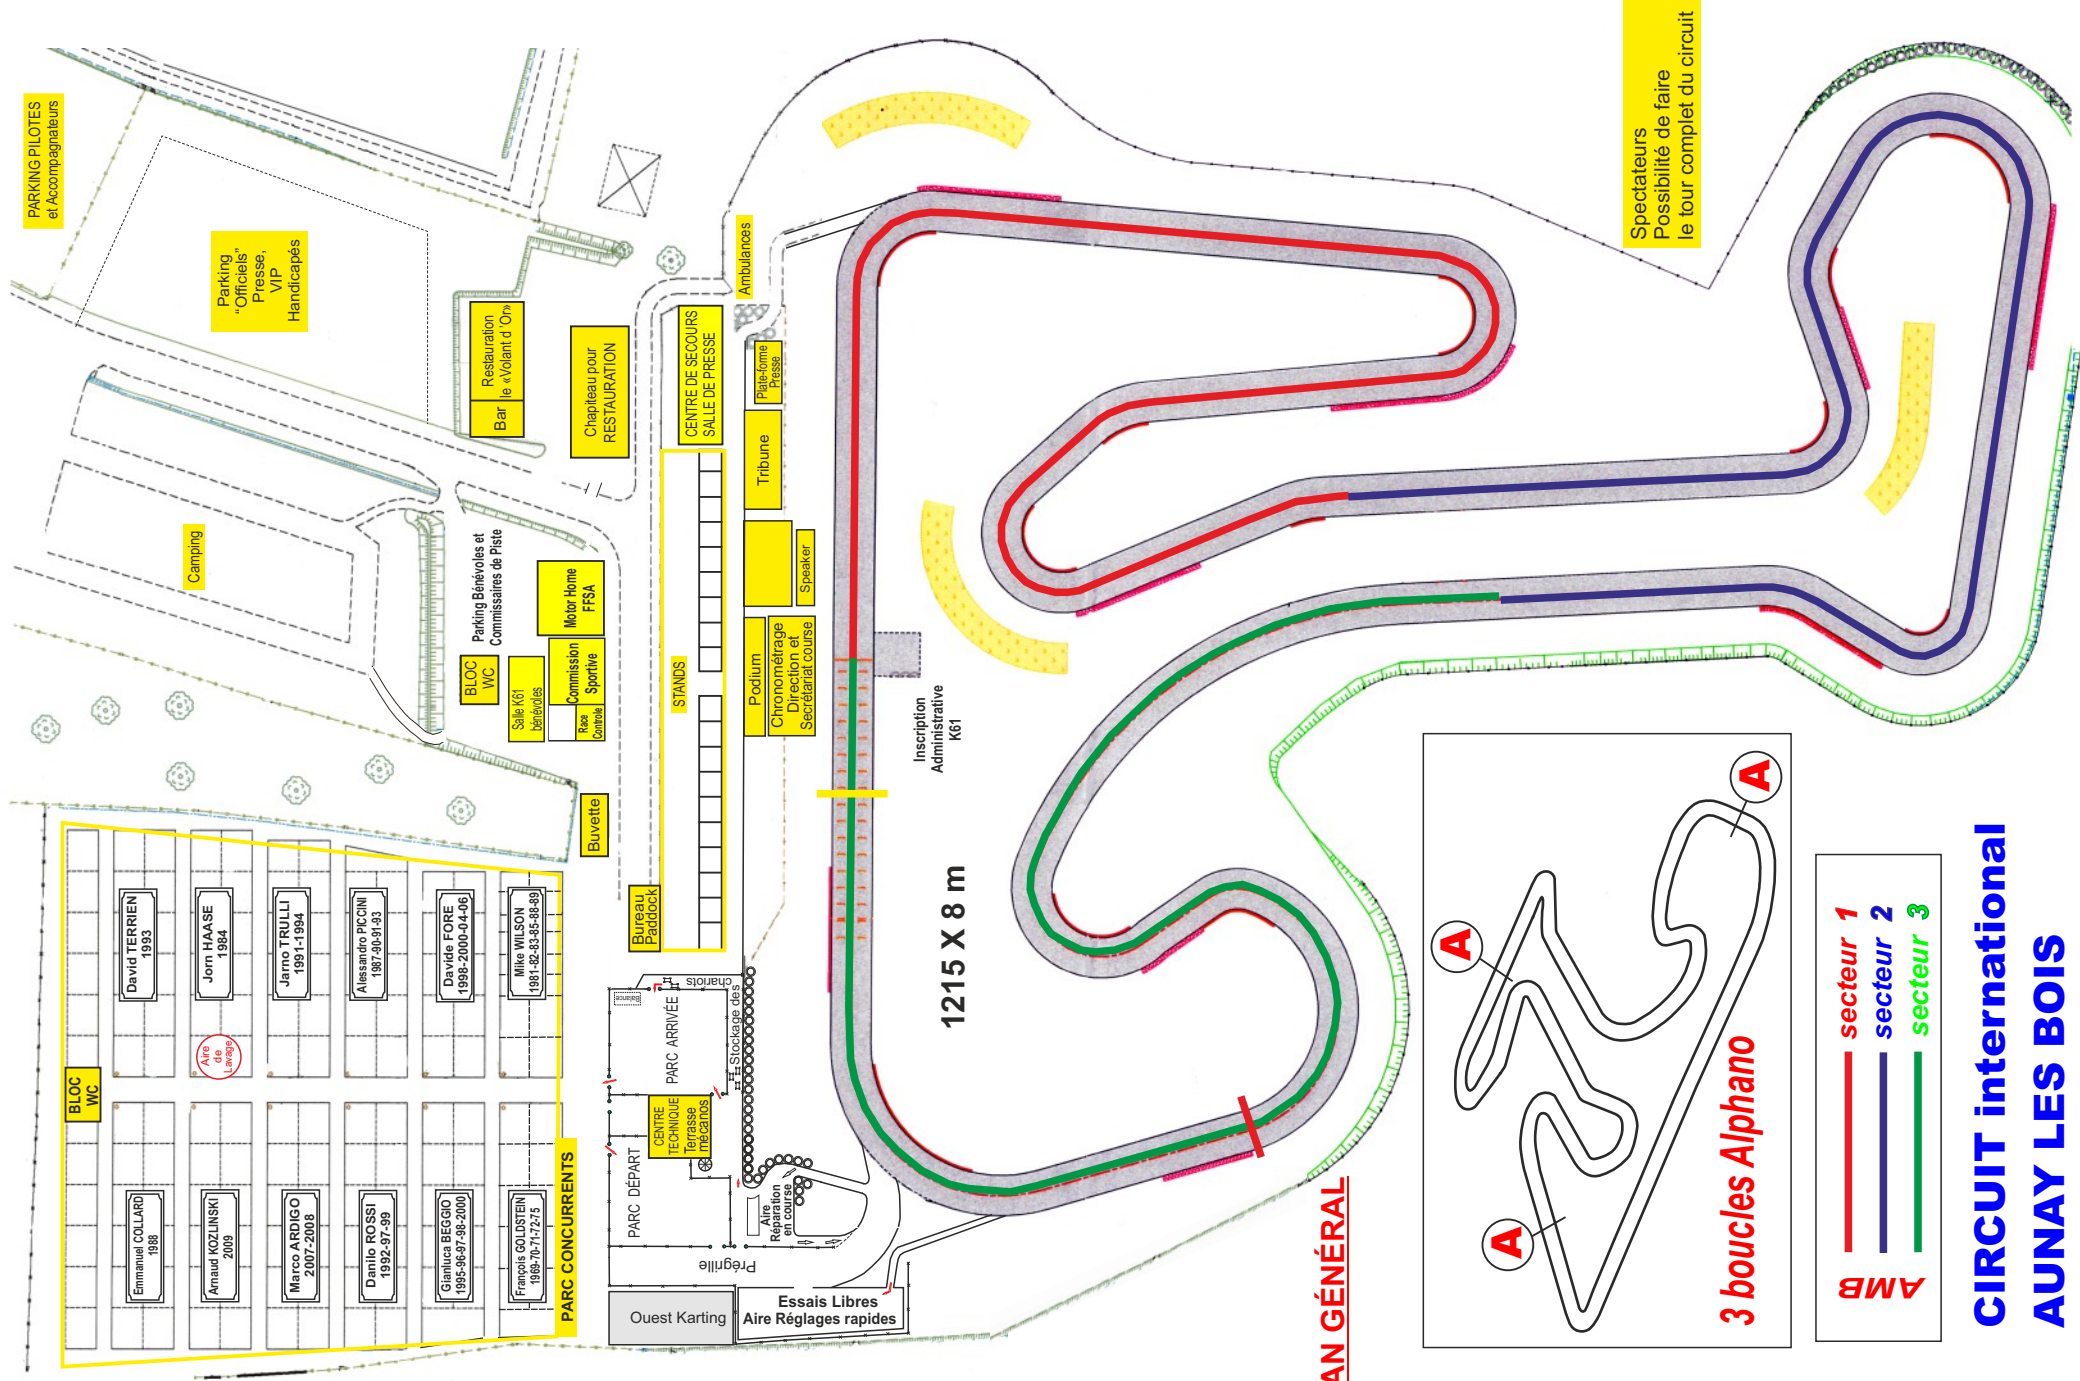 PARKING PILOTES
et Accompagnateurs
Parking
"Officiels"
Presse,
VIP
Handicapés
Camping
Restauration
le «Volant d 'Or»
Bar
Chapiteau pour
RESTAURATION
CENTRE DE SECOURS
SALLE DE PRESSE
Ambulances
Plate-forme
Presse
Tribune
Speaker
Podium
Chronométrage
Direction et
Secrétariat course
STANDS
Parking Bénévoles et
Commissaires de Piste
Motor Home
FFSA
BLOC
WC
Salle K61
bénévoles
Commission
Sportive
Race
Controle
Buvette
Bureau
Paddock
Inscription
Administrative
K61
Spectateurs
Possibilité de faire
le tour complet du circuit
David TERRIEN
1993
Jorn HAASE
1984
Jarno TRULLI
1991-1994
Alessandro PICCINI
1987-90-91-93
Davide FORE
1998-2000-04-06
Mike WILSON
1981-82-83-85-88-89
Aire
de
Lavage
BLOC
WC
Emmanuel COLLARD
1988
Arnaud KOZLINSKI
2009
Marco ARDIGO
2007-2008
Danilo ROSSI
1992-97-99
Gianluca BEGGIO
1995-96-97-98-2000
François GOLDSTEIN
1969-70-71-72-75
PARC CONCURRENTS
Balance
PARC ARRIVÉE
Stockage des
chariots
CENTRE
TECHNIQUE
Terrasse
mécanos
PARC DÉPART
Aire
Réparation
en course
Prégrille
Ouest Karting
Essais Libres
Aire Réglages rapides
1215 X 8 m
AN GÉNÉRAL
A
A
A
3 boucles Alphano
AMB
secteur 1
secteur 2
secteur 3
CIRCUIT international
AUNAY LES BOIS